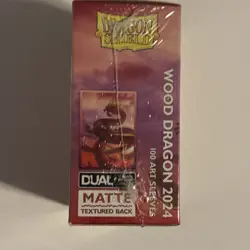 DRAGON
SHIELD
WOOD DRAGON 2024
100 ART SLEEVES
DUAL
MATTE
TEXTURED BACK